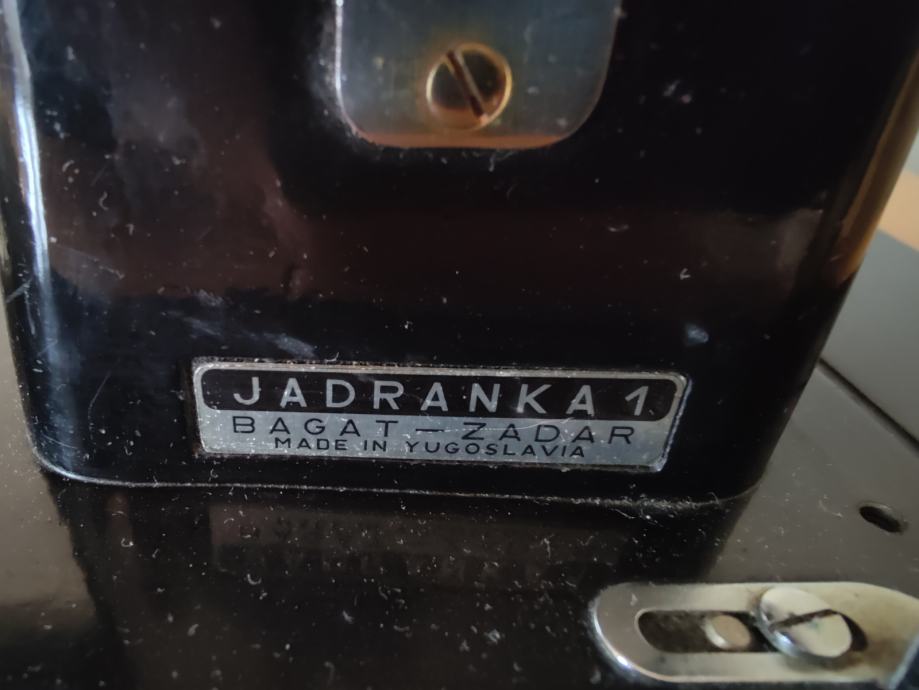 JADRANKA 1
BAGAT — ZADAR
MADE IN YUGOSLAVIA